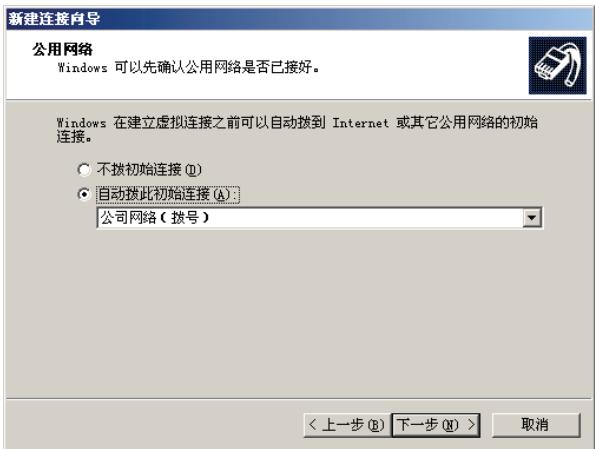 新建连接向导
公用网络
Windows 可以先确认公用网络是否已接好。
Windows 在建立虚拟连接之前可以自动拨到 Internet 或其它公用网络的初始
连接。
不拨初始连接(D)
自动拨此初始连接(A):
公司网络(拨号)
< 上一步(B) 下一步(N) > 取消